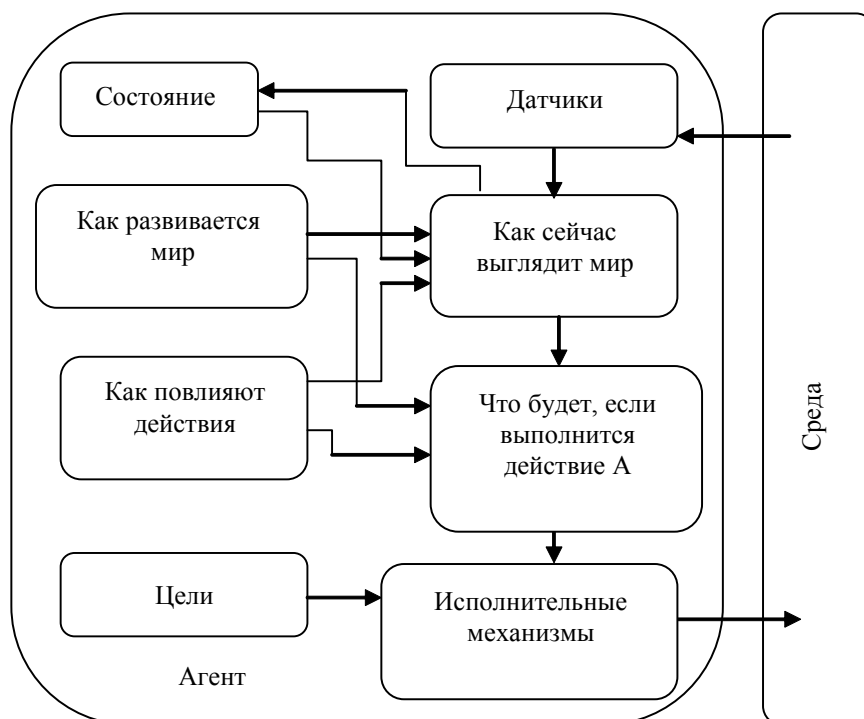 Состояние
Датчики
Как развивается
мир
Как сейчас
выглядит мир
Как повлияют
действия
Что будет, если
выполнится
действие А
Среда
Цели
Исполнительные
механизмы
Агент